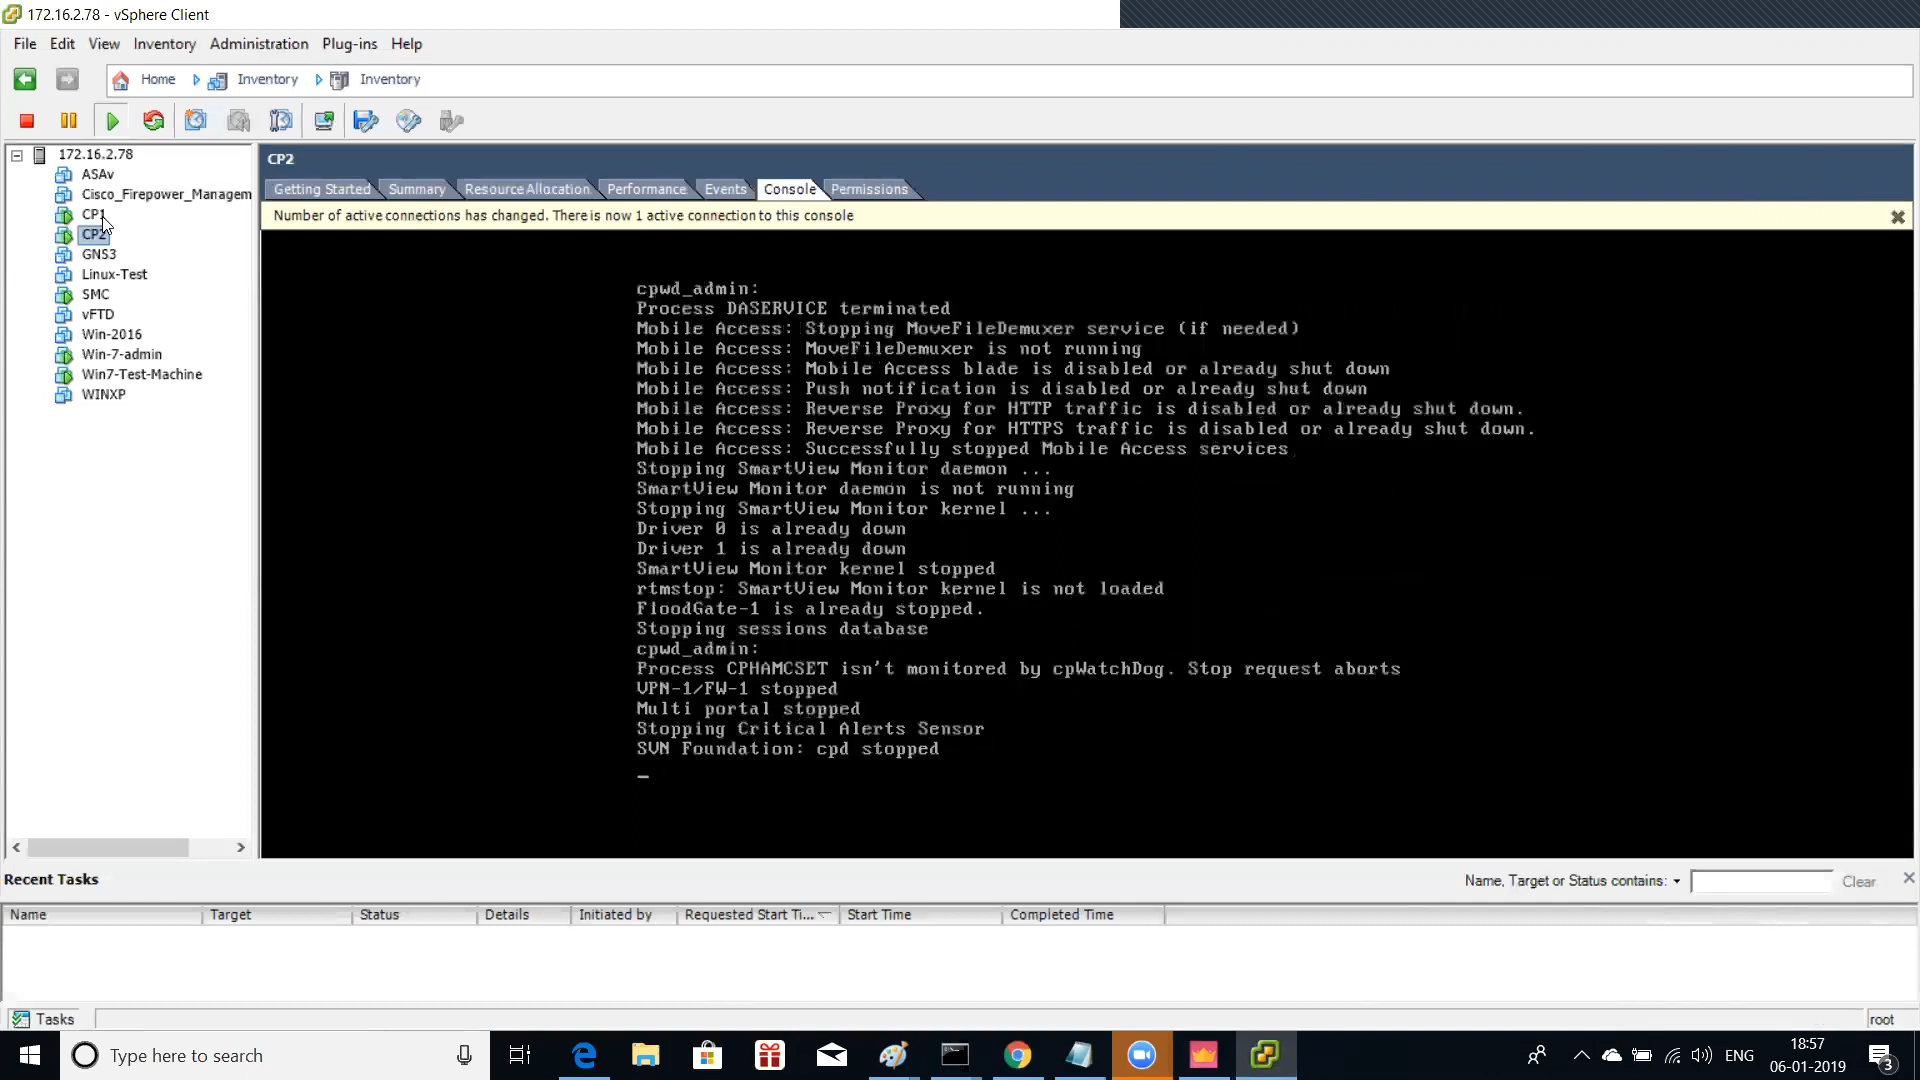 172.16.2.78 - vSphere Client
File Edit View Inventory Administration Plug-ins Help
Home Inventory Inventory
172.16.2.78
ASAv
Cisco_Firepower_Managem
CP1
CP2
GNS3
Linux-Test
SMC
vFTD
Win-2016
Win-7-admin
Win7-Test-Machine
WINXP
CP2
Getting Started Summary Resource Allocation Performance Events Console Permissions
Number of active connections has changed. There is now 1 active connection to this console
cpwd_admin:
Process DASERVICE terminated
Mobile Access: Stopping MoveFileDemuxer service (if needed)
Mobile Access: MoveFileDemuxer is not running
Mobile Access: Mobile Access blade is disabled or already shut down
Mobile Access: Push notification is disabled or already shut down
Mobile Access: Reverse Proxy for HTTP traffic is disabled or already shut down.
Mobile Access: Reverse Proxy for HTTPS traffic is disabled or already shut down.
Mobile Access: Successfully stopped Mobile Access services
Stopping SmartView Monitor daemon ...
SmartView Monitor daemon is not running
Stopping SmartView Monitor kernel ...
Driver 0 is already down
Driver 1 is already down
SmartView Monitor kernel stopped
rtmstop: SmartView Monitor kernel is not loaded
FloodGate-1 is already stopped.
Stopping sessions database
cpwd_admin:
Process CPHAMCSET isn't monitored by cpWatchDog. Stop request aborts
VPN-1/FW-1 stopped
Multi portal stopped
Stopping Critical Alerts Sensor
SVN Foundation: cpd stopped
_
Recent Tasks
Name, Target or Status contains: Clear
Name Target Status Details Initiated by Requested Start Ti... Start Time Completed Time
Tasks
root
Type here to search
ENG
18:57
06-01-2019
3